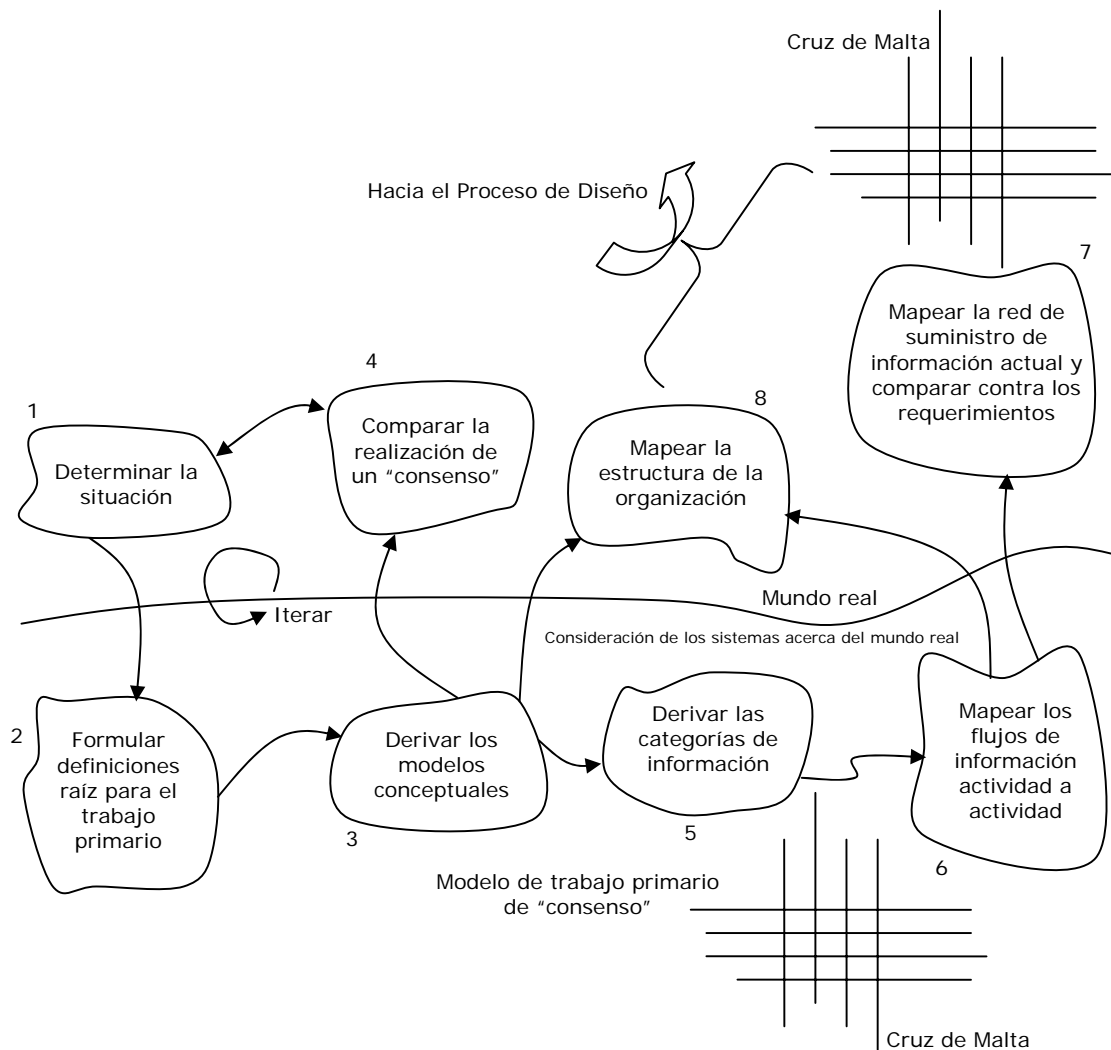 Cruz de Malta
Hacia el Proceso de Diseño
7
Mapear la red de
suministro de
información actual y
comparar contra los
requerimientos
4
Comparar la
realización de
un “consenso”
8
Mapear la
estructura de la
organización
1
Determinar la
situación
Iterar
Mundo real
Consideración de los sistemas acerca del mundo real
2
Formular
definiciones
raíz para el
trabajo
primario
Derivar los
modelos
conceptuales
3
Derivar las
categorías de
información
5
Mapear los
flujos de
información
actividad a
actividad
6
Modelo de trabajo primario
de “consenso”
Cruz de Malta